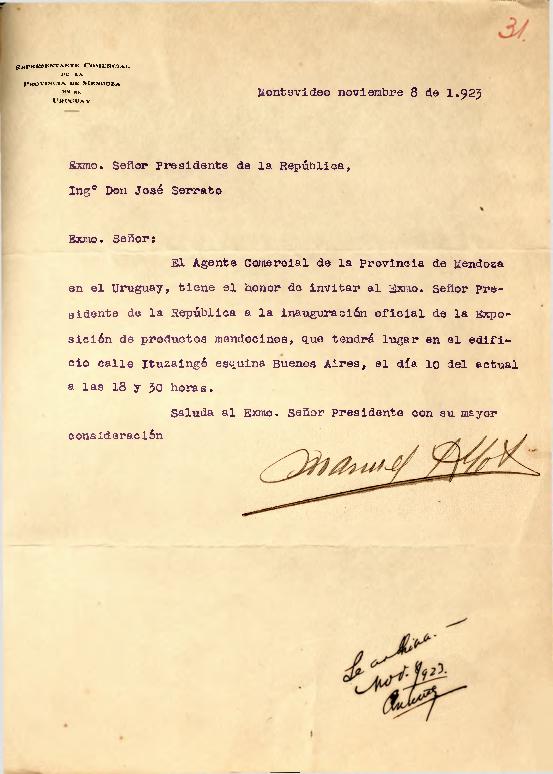 31.
REPRESENTANTE COMERCIAL
DE LA
PROVINCIA DE MENDOZA
EN EL
URUGUAY
Montevideo noviembre 8 de 1.923
Exmo. Señor Presidente de la República,
Ingº Don José Serrato
Exmo. Señor:
El Agente Comercial de la Provincia de Mendoza
en el Uruguay, tiene el honor de invitar al Exmo. Señor Pre-
sidente de la República a la inauguración oficial de la Expo-
sición de productos mendocinos, que tendrá lugar en el edifi-
cio calle Ituzaingó esquina Buenos Aires, el día 10 del actual
a las 18 y 30 horas.
Saluda al Exmo. Señor Presidente con su mayor
consideración
Manuel
Se archiva.—
Nov. 9/923.